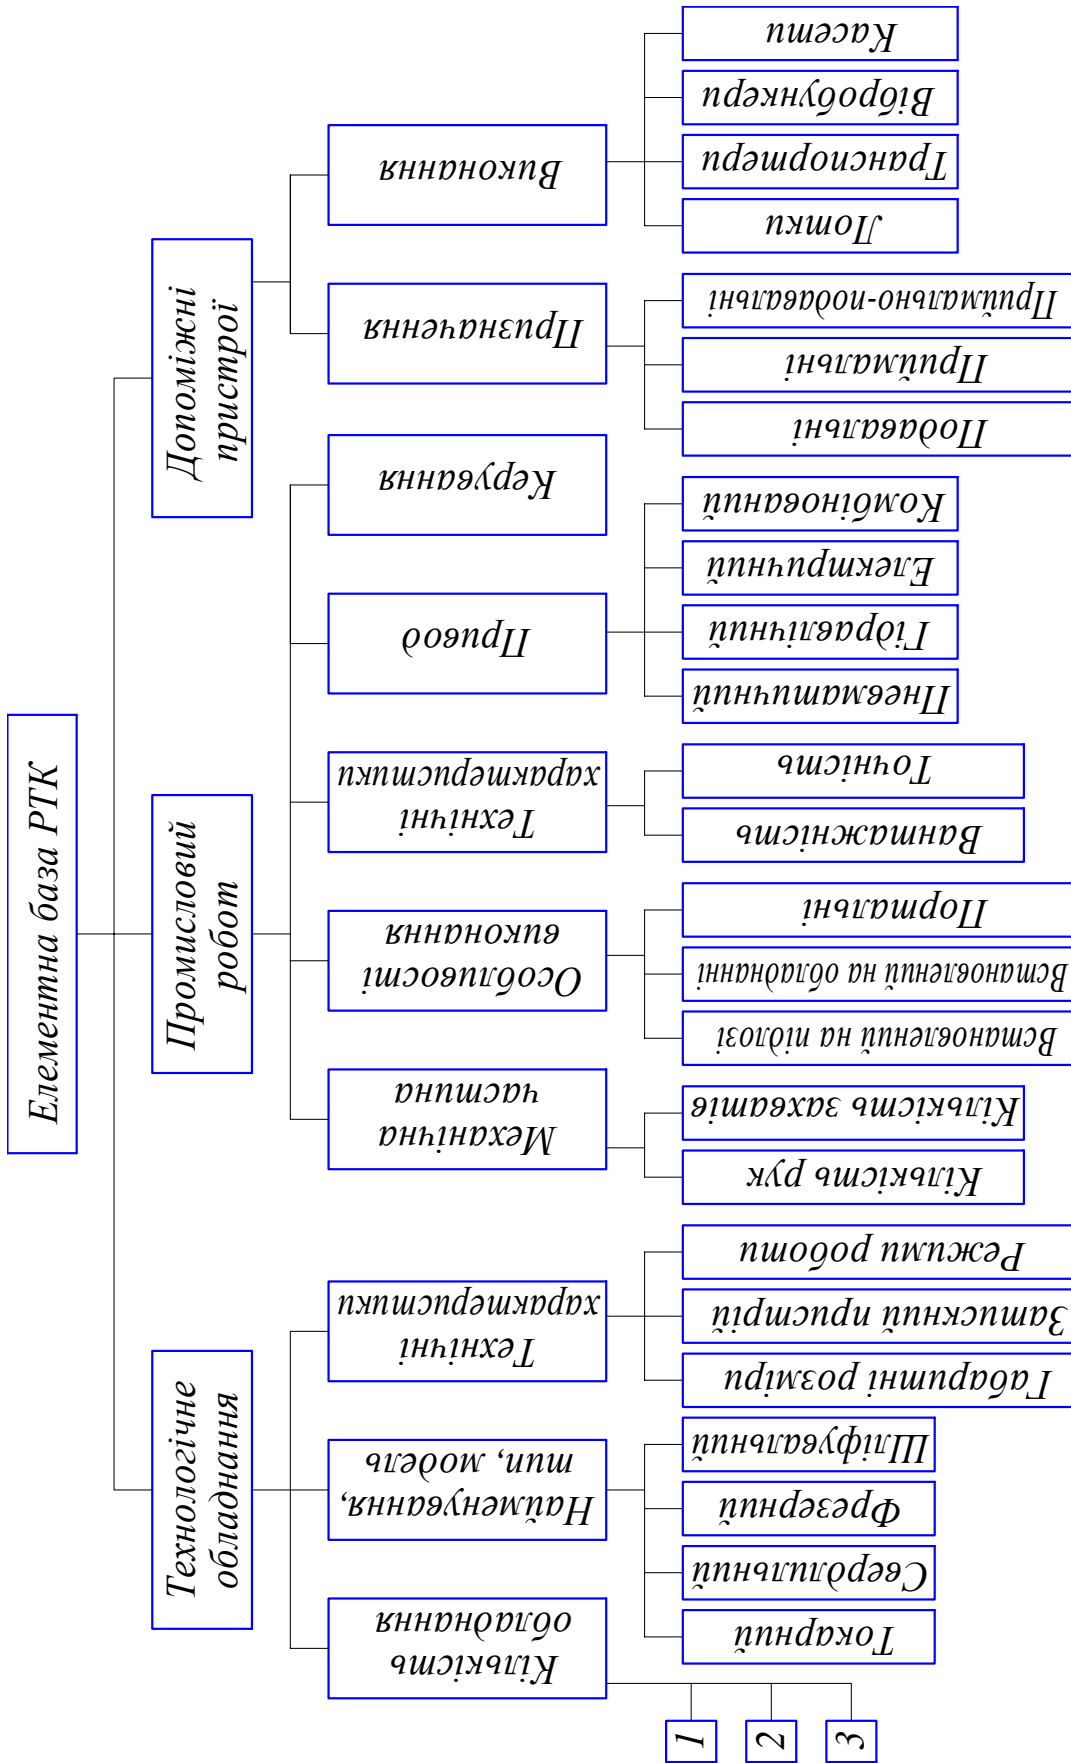 Елементна база РТК
Технологічне
обладнання
Промисловий
робот
Допоміжні
пристрої
Кількість
обладнання
Найменування,
тип, модель
Технічні
характеристики
Механічна
частина
Особливості
виконання
Технічні
характеристики
Привод
Керування
Призначення
Виконання
1
2
3
Токарний
Свердлильний
Фрезерний
Шліфувальний
Габаритні розміри
Затискний пристрій
Режими роботи
Кількість рук
Кількість захватів
Встановлений на підлозі
Встановлений на обладнанні
Портальні
Вантажність
Точність
Пневматичний
Гідравлічний
Електричний
Комбінований
Подавальні
Приймальні
Приймально-подавальні
Лотки
Транспортери
Вібробункери
Касети